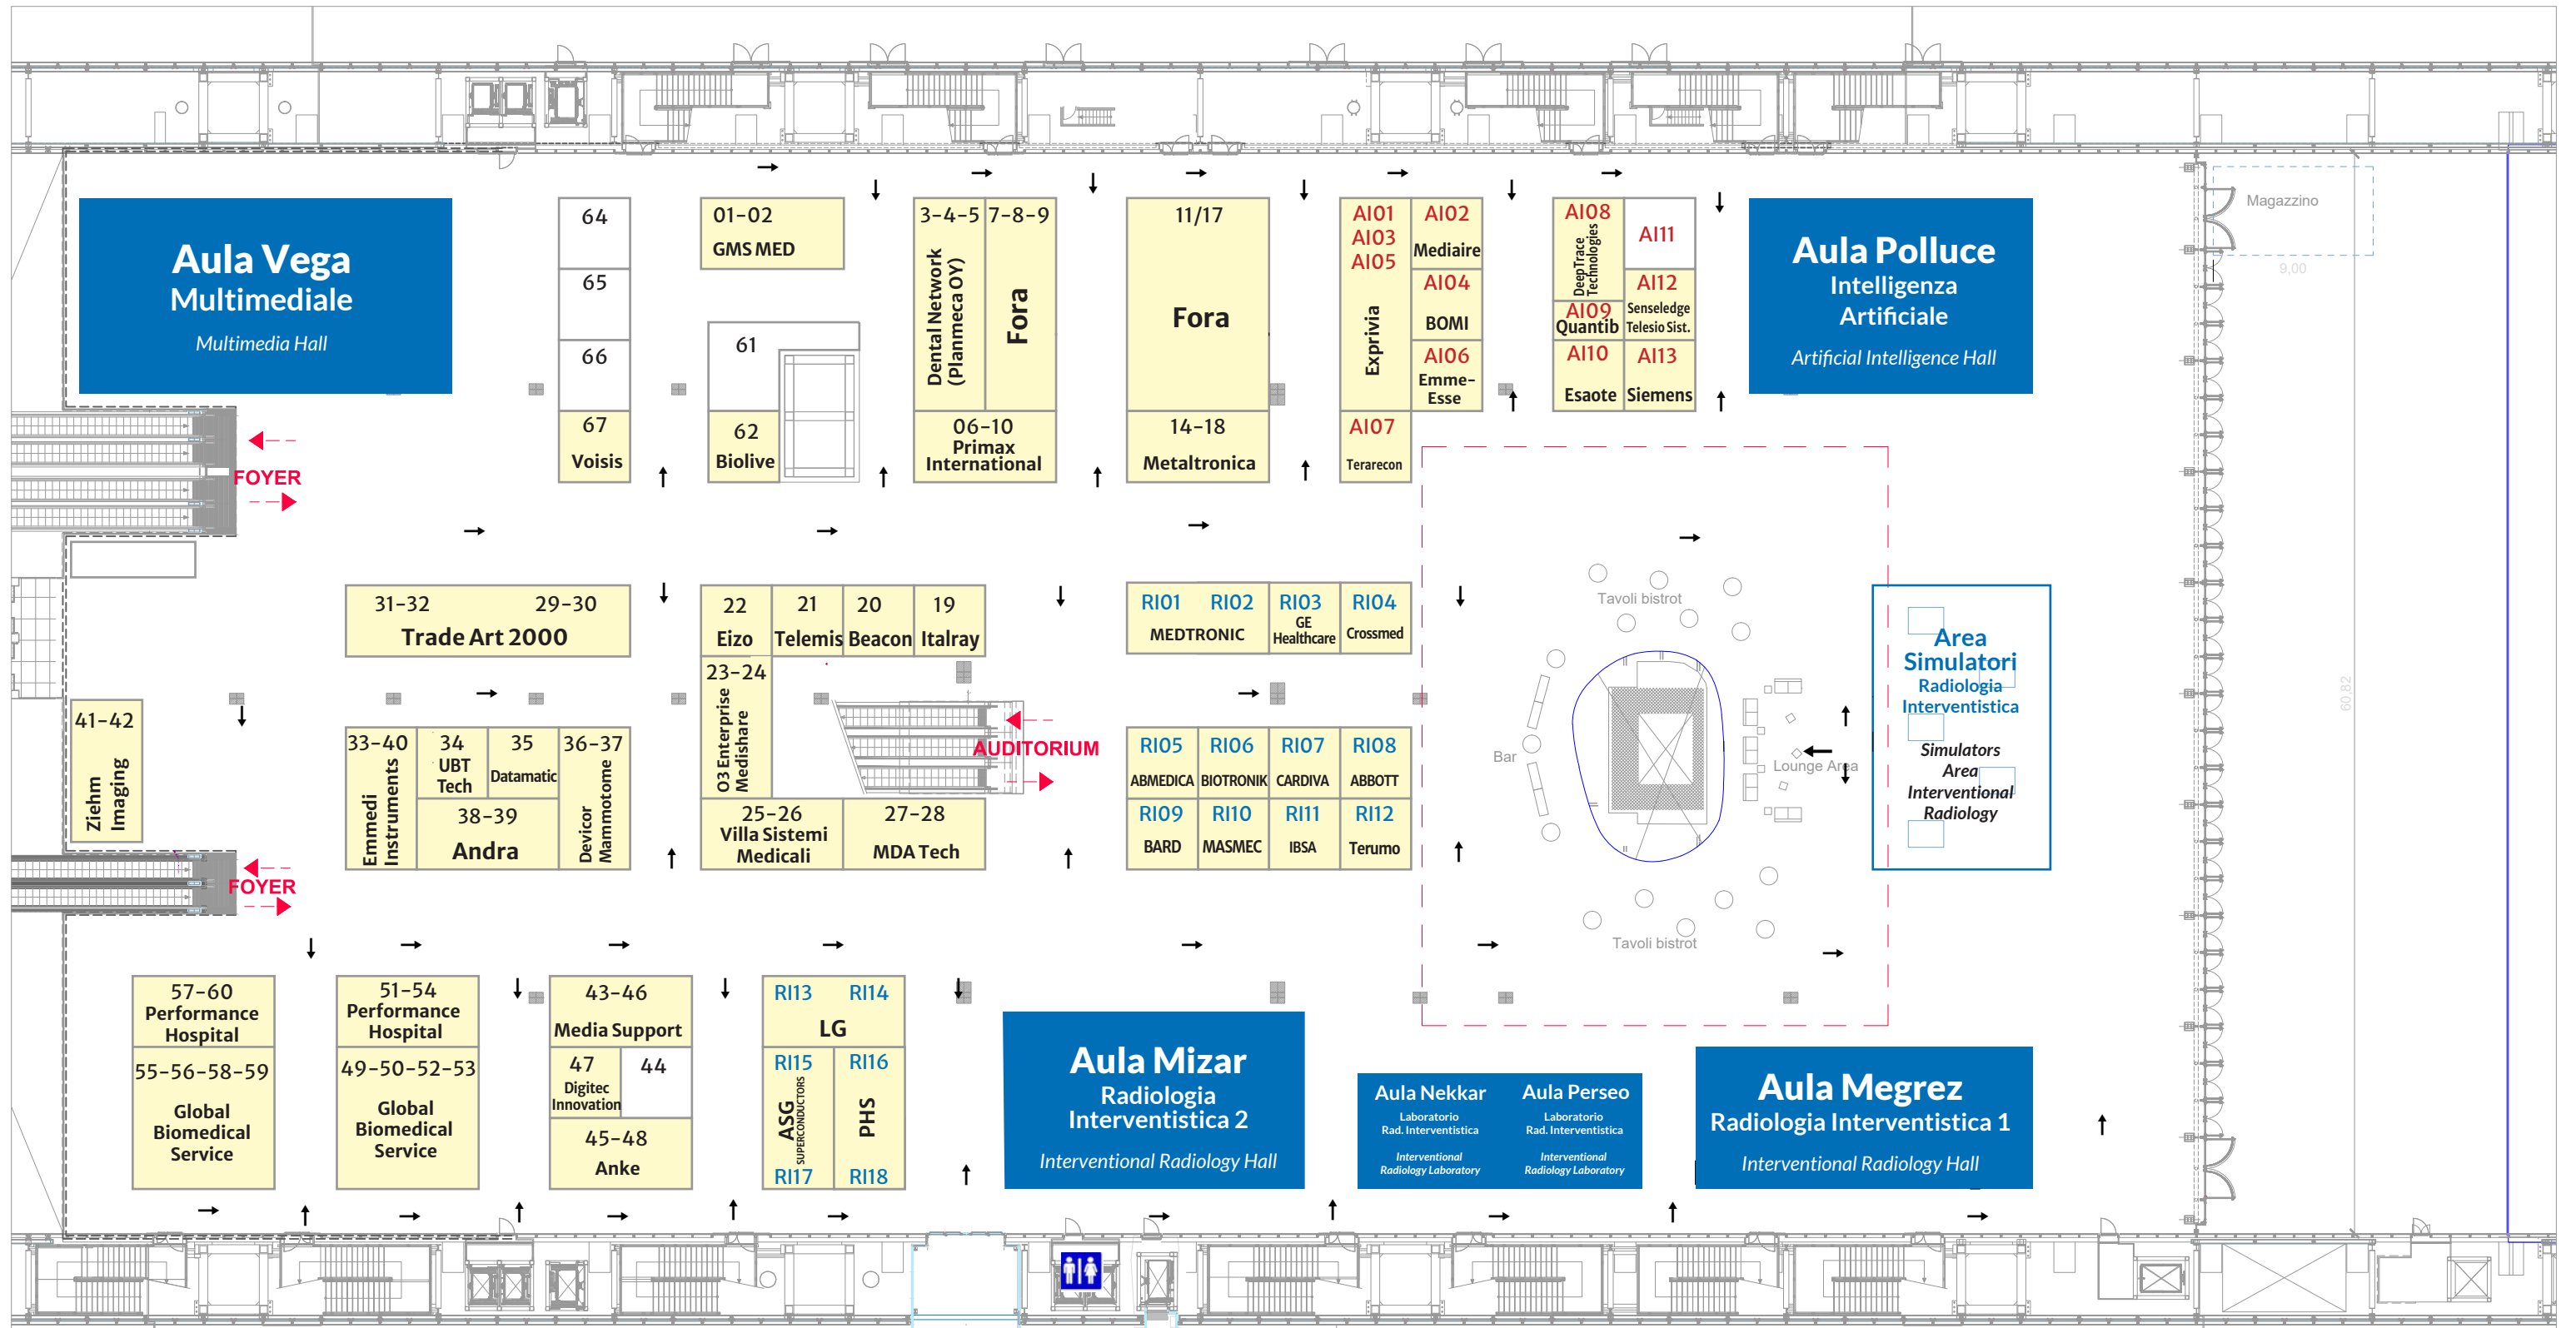 Aula Vega
Multimediale
Multimedia Hall
64
65
66
67
Voisis
01-02
GMS MED
61
62
Biolive
3-4-5
Dental Network
(Planmeca OY)
7-8-9
Fora
06-10
Primax
International
11/17
Fora
14-18
Metaltronica
AI01
AI03
AI05
Exprivia
AI02
Mediaire
AI04
BOMI
AI06
Emme-
Esse
AI07
Terarecon
AI08
DeepTrace
Technologies
AI09
Quantib
AI10
Esaote
AI11
AI12
Senseledge
Telesio Sist.
AI13
Siemens
Aula Polluce
Intelligenza
Artificiale
Artificial Intelligence Hall
Magazzino
9,00
60,82
FOYER
31-32 29-30
Trade Art 2000
22
Eizo
21
Telemis
20
Beacon
19
Italray
23-24
O3 Enterprise
Medishare
AUDITORIUM
25-26
Villa Sistemi
Medicali
27-28
MDA Tech
RI01 RI02
MEDTRONIC
RI03
GE
Healthcare
RI04
Crossmed
RI05
ABMEDICA
RI06
BIOTRONIK
RI07
CARDIVA
RI08
ABBOTT
RI09
BARD
RI10
MASMEC
RI11
IBSA
RI12
Terumo
Tavoli bistrot
Bar
Lounge Area
Tavoli bistrot
Area
Simulatori
Radiologia
Interventistica
Simulators
Area
Interventional
Radiology
41-42
Ziehm
Imaging
33-40
Emmedi
Instruments
34
UBT
Tech
35
Datamatic
36-37
Devicor
Mammotome
38-39
Andra
FOYER
57-60
Performance
Hospital
55-56-58-59
Global
Biomedical
Service
51-54
Performance
Hospital
49-50-52-53
Global
Biomedical
Service
43-46
Media Support
47
Digitec
Innovation
44
45-48
Anke
RI13 RI14
LG
RI15
ASG
SUPERCONDUCTORS
RI17
RI16
PHS
RI18
Aula Mizar
Radiologia
Interventistica 2
Interventional Radiology Hall
Aula Nekkar
Laboratorio
Rad. Interventistica
Interventional
Radiology Laboratory
Aula Perseo
Laboratorio
Rad. Interventistica
Interventional
Radiology Laboratory
Aula Megrez
Radiologia Interventistica 1
Interventional Radiology Hall